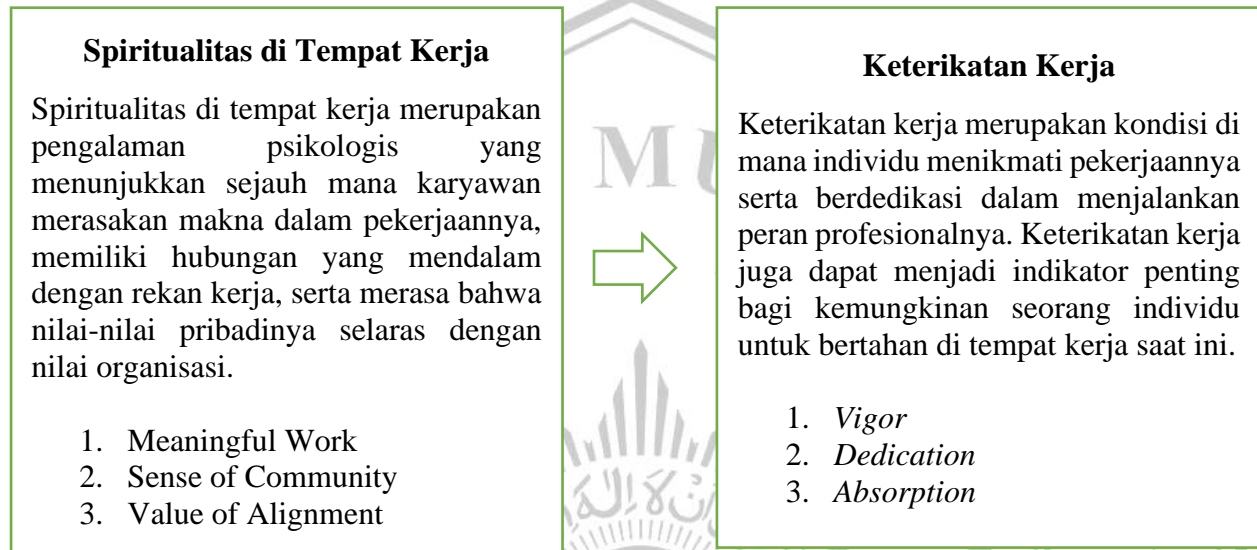 Spiritualitas di Tempat Kerja
Spiritualitas di tempat kerja merupakan
pengalaman psikologis yang
menunjukkan sejauh mana karyawan
merasakan makna dalam pekerjaannya,
memiliki hubungan yang mendalam
dengan rekan kerja, serta merasa bahwa
nilai-nilai pribadinya selaras dengan
nilai organisasi.
1. Meaningful Work
2. Sense of Community
3. Value of Alignment
Keterikatan Kerja
Keterikatan kerja merupakan kondisi di
mana individu menikmati pekerjaannya
serta berdedikasi dalam menjalankan
peran profesionalnya. Keterikatan kerja
juga dapat menjadi indikator penting
bagi kemungkinan seorang individu
untuk bertahan di tempat kerja saat ini.
1. Vigor
2. Dedication
3. Absorption